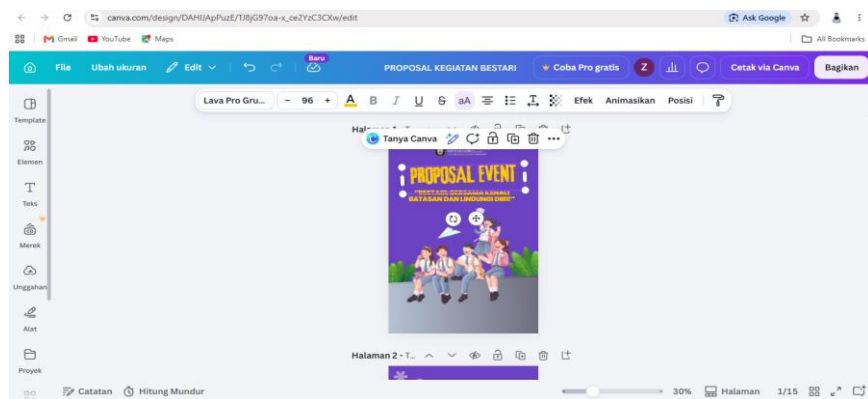 canva.com/design/DAHIJApPuzE/TJ8jG97oa-x_ceZYzC3CXw/edit
Ask Google
Gmail
YouTube
Maps
All Bookmarks
File
Ubah ukuran
Edit
Baru
PROPOSAL KEGIATAN BESTARI
Coba Pro gratis
Z
Cetak via Canva
Bagikan
Lava Pro Gru...
– 96 +
A
B
I
U
S
aA
Efek
Animasikan
Posisi
Template
Elemen
Teks
Merek
Unggahan
Alat
Proyek
Tanya Canva
PROPOSAL EVENT
"BESTARI: BERSAMA KENALI
BATASAN DAN LINDUNGI DIRI"
Halaman 2 - T...
Catatan
Hitung Mundur
30%
Halaman
1/15